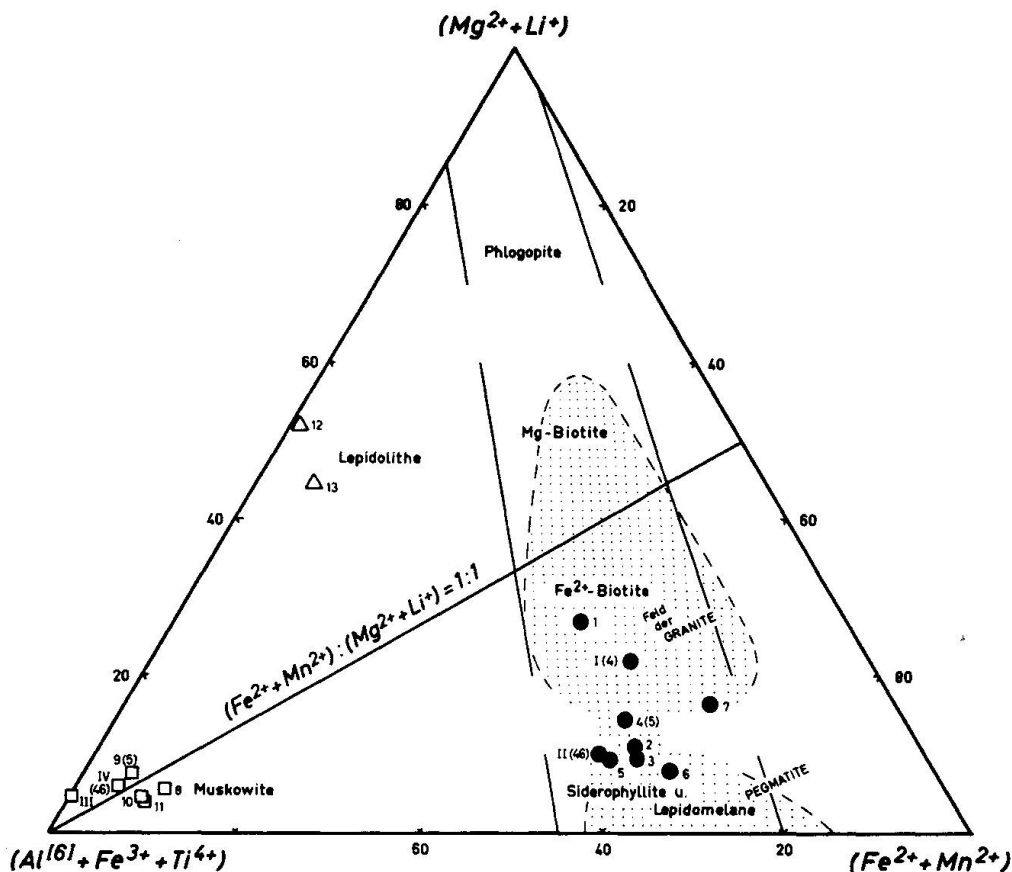 (Mg²⁺+Li⁺)
80
20
Phlogopite
60
40
Mg-Biotite
12
Lepidolithe
13
40
60
(Fe²⁺+Mn²⁺):(Mg²⁺+Li⁺)=1:1
Fe²⁺-Biotite
1
Feld
der
GRANITE
I(4)
20
80
7
4(5)
2
II(46)
3
5
6
9(5)
IV
(46)
III
10
11
8
Muskowite
Siderophyllite u.
Lepidomelane
PEGMATITE
60
40
20
(Al[6]+Fe³⁺+Ti⁴⁺)
(Fe²⁺+Mn²⁺)